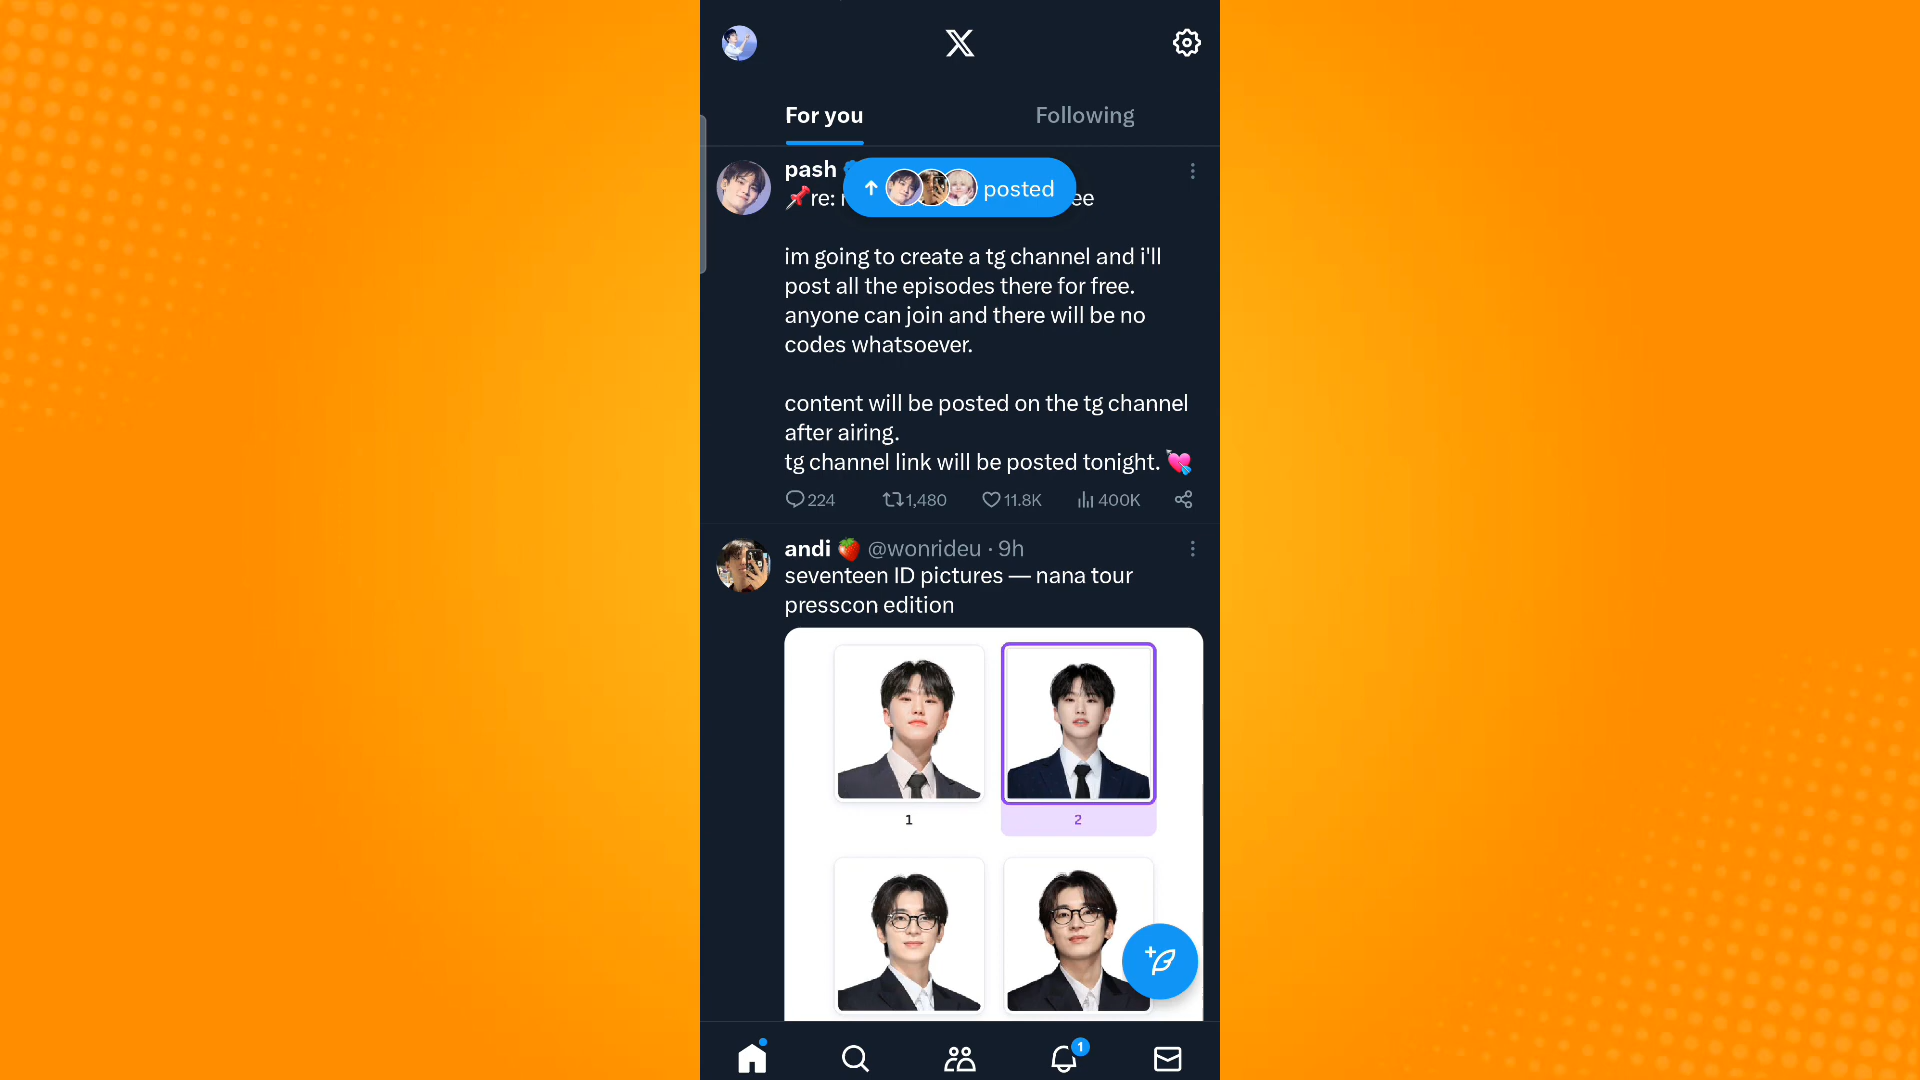 For you
Following
pash
posted
📌re:
ee
im going to create a tg channel and i'll
post all the episodes there for free.
anyone can join and there will be no
codes whatsoever.
content will be posted on the tg channel
after airing.
tg channel link will be posted tonight. 💘
224
1,480
11.8K
400K
andi 🍓 @wonrideu · 9h
seventeen ID pictures — nana tour
presscon edition
1
2
1